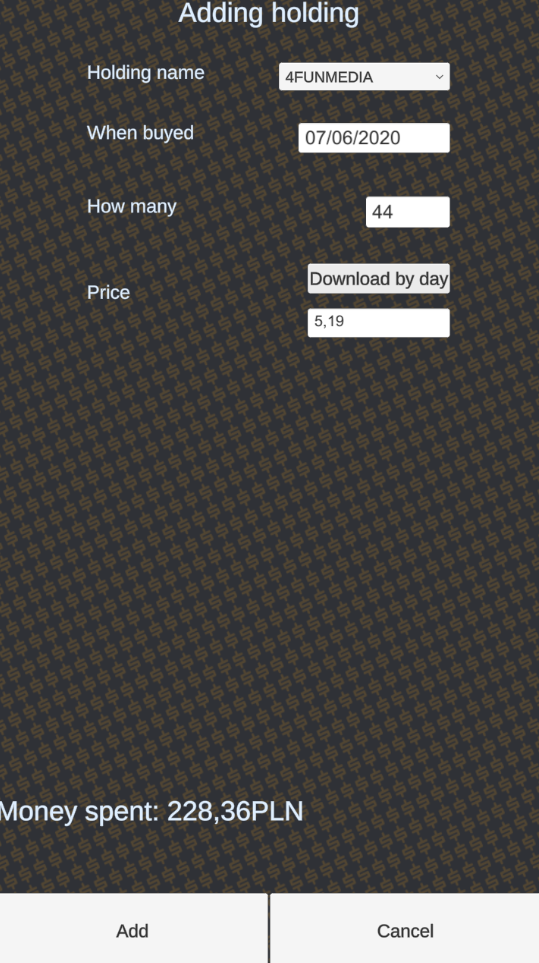 Adding holding
Holding name
4FUNMEDIA
When buyed
07/06/2020
How many
44
Download by day
Price
5,19
Money spent: 228,36PLN
Add
Cancel